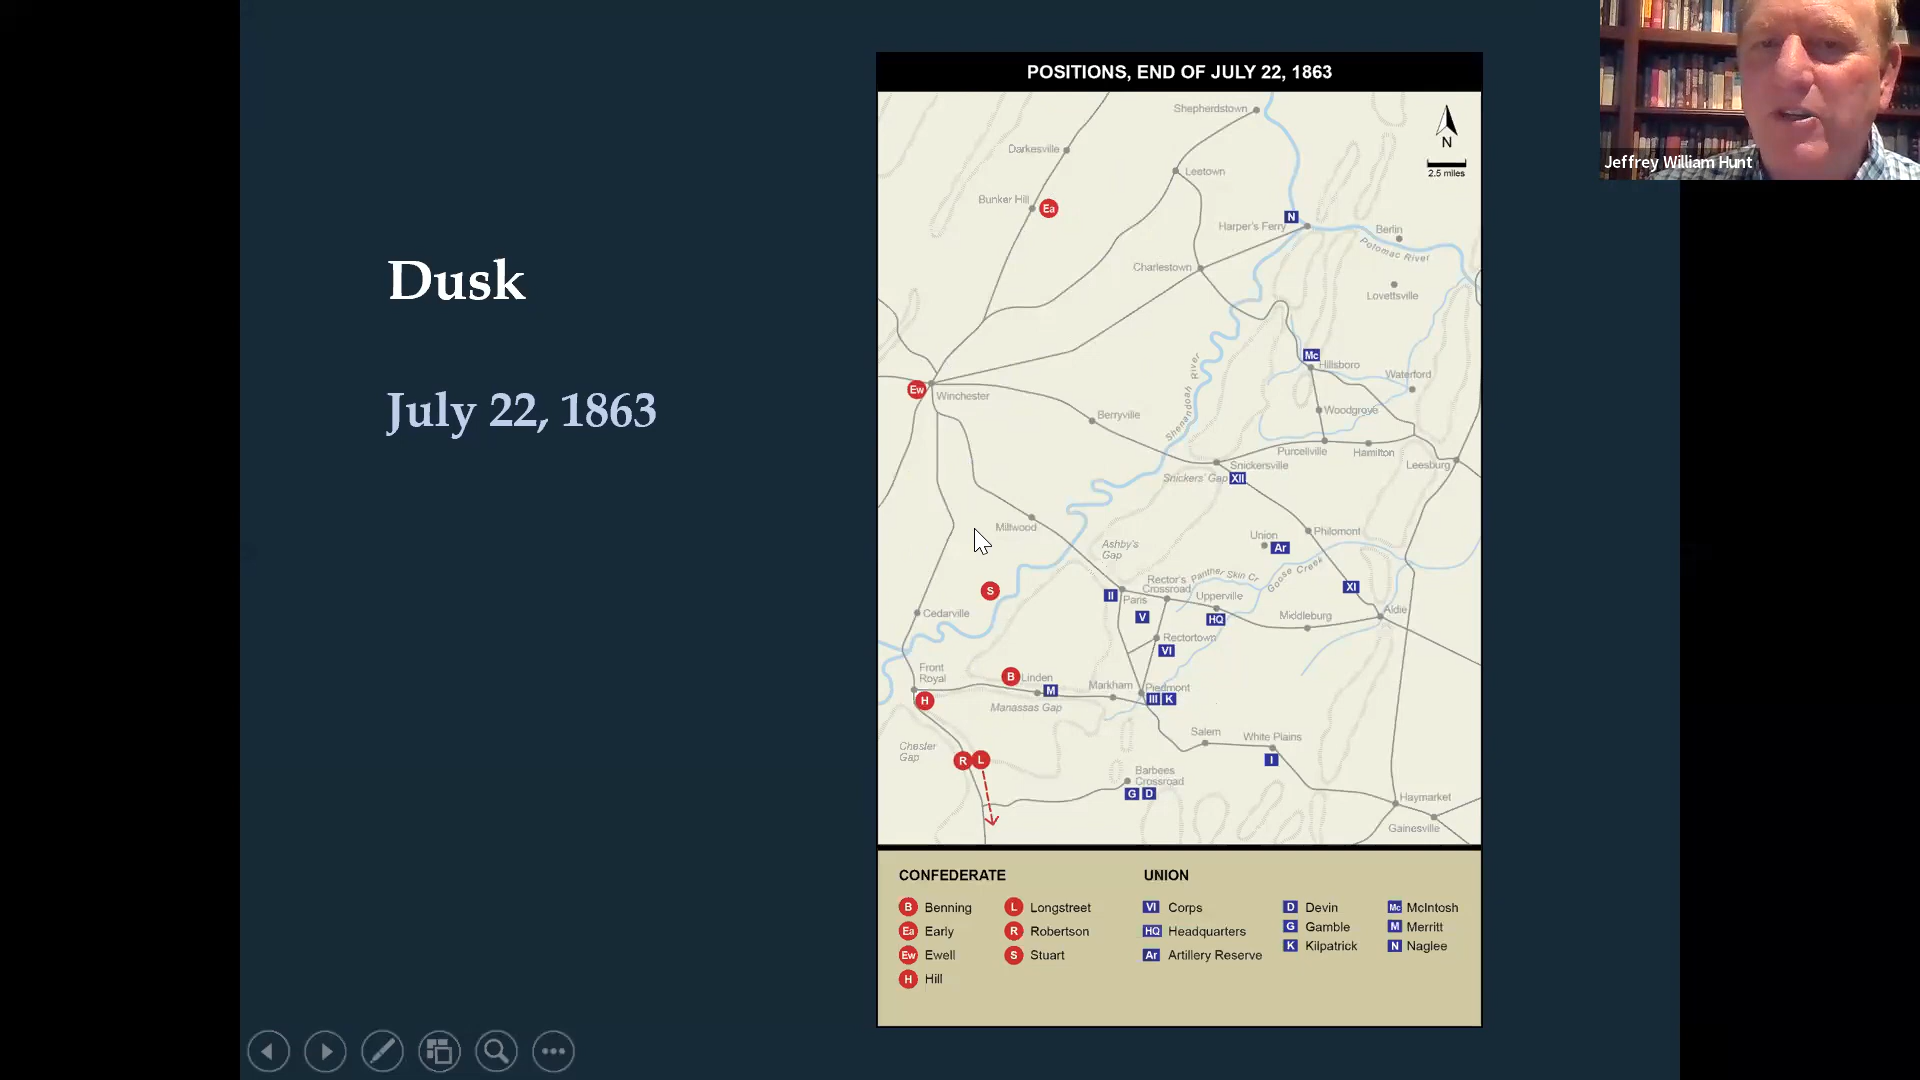 Dusk
July 22, 1863
POSITIONS, END OF JULY 22, 1863
N
2.5 miles
Jeffrey William Hunt
Shepherdstown
Darkesville
Leetown
Bunker Hill
Ea
N
Harper's Ferry
Berlin
Potomac River
Charlestown
Lovettsville
Mc
Hillsboro
Waterford
Shenandoah River
Ew
Winchester
Woodgrove
Berryville
Purcellville
Hamilton
Leesburg
Snickersville
Snickers' Gap
XII
Millwood
Philomont
Union
Ar
Ashby's
Gap
Goose Creek
Panther Skin Cr
Rector's
Crossroad
XI
S
II
Paris
Upperville
Cedarville
V
HQ
Middleburg
Aldie
Rectortown
VI
Front
Royal
B
Linden
M
Markham
Piedmont
H
III
K
Manassas Gap
Chester
Gap
Salem
White Plains
R
L
I
Barbees
Crossroad
G
D
Haymarket
Gainesville
CONFEDERATE
B Benning
Ea Early
Ew Ewell
H Hill
L Longstreet
R Robertson
S Stuart
UNION
VI Corps
HQ Headquarters
Ar Artillery Reserve
D Devin
G Gamble
K Kilpatrick
Mc McIntosh
M Merritt
N Naglee